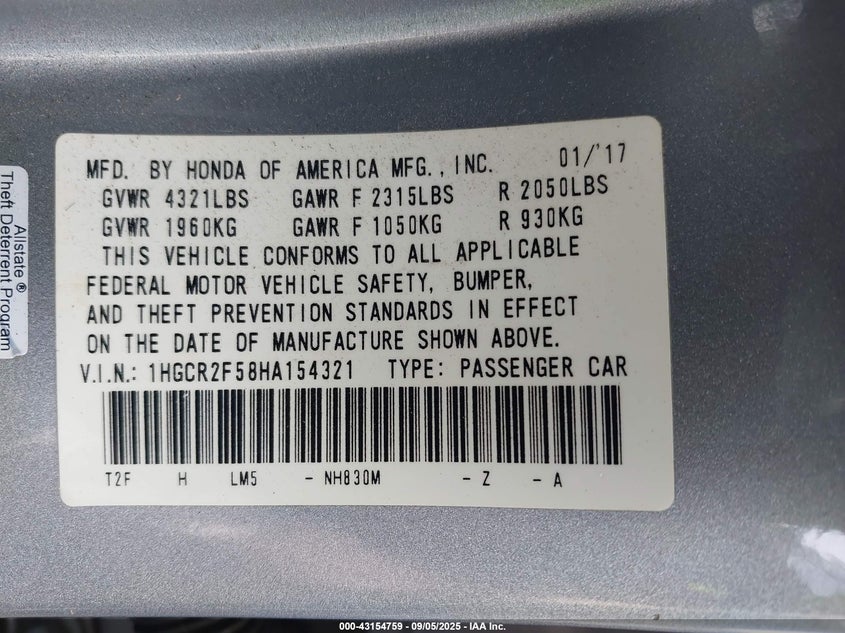 MFD. BY HONDA OF AMERICA MFG., INC. 01/'17
GVWR 4321LBS GAWR F 2315LBS R 2050LBS
GVWR 1960KG GAWR F 1050KG R 930KG
THIS VEHICLE CONFORMS TO ALL APPLICABLE
FEDERAL MOTOR VEHICLE SAFETY, BUMPER,
AND THEFT PREVENTION STANDARDS IN EFFECT
ON THE DATE OF MANUFACTURE SHOWN ABOVE.
V.I.N.: 1HGCR2F58HA154321 TYPE: PASSENGER CAR
T2F H LM5 - NH830M - Z - A
Allstate®
Theft Deterrent Program
000-43154759 - 09/05/2025 - IAA Inc.